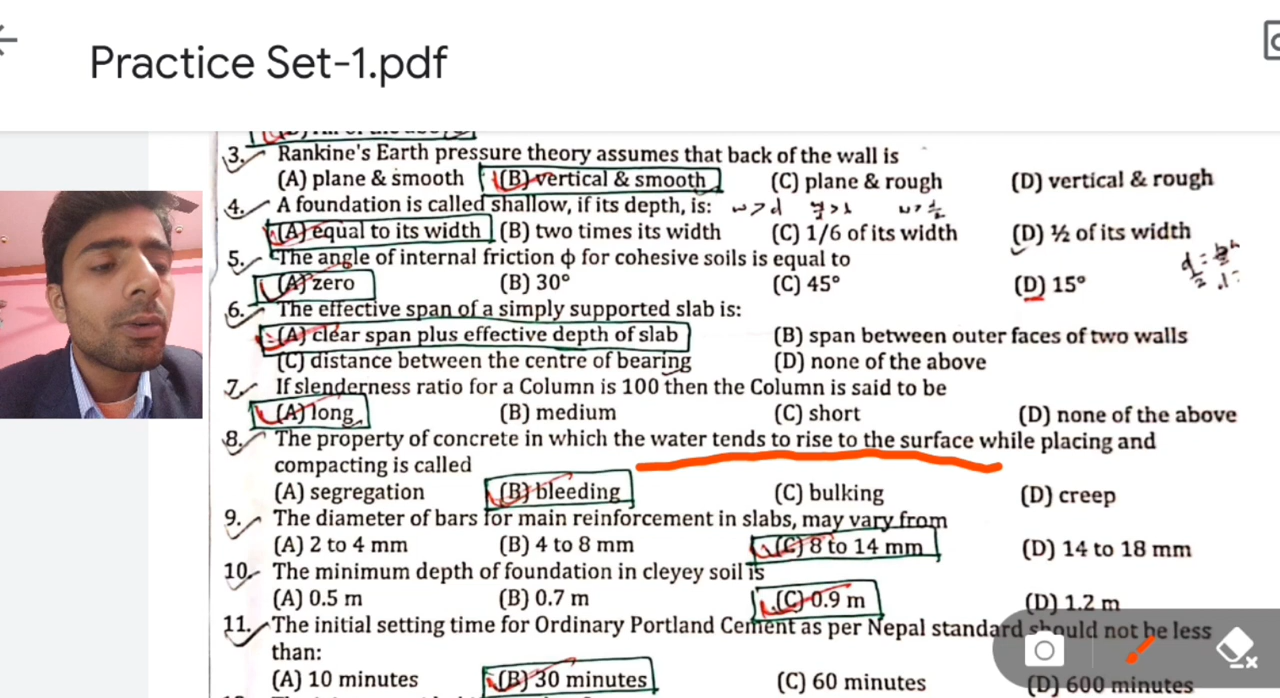 Practice Set-1.pdf
3. Rankine's Earth pressure theory assumes that back of the wall is
(A) plane & smooth (B) vertical & smooth (C) plane & rough (D) vertical & rough
4. A foundation is called shallow, if its depth, is:
(A) equal to its width (B) two times its width (C) 1/6 of its width (D) ½ of its width
5. The angle of internal friction ϕ for cohesive soils is equal to
(A) zero (B) 30° (C) 45° (D) 15°
6. The effective span of a simply supported slab is:
(A) clear span plus effective depth of slab (B) span between outer faces of two walls
(C) distance between the centre of bearing (D) none of the above
7. If slenderness ratio for a Column is 100 then the Column is said to be
(A) long (B) medium (C) short (D) none of the above
8. The property of concrete in which the water tends to rise to the surface while placing and
compacting is called
(A) segregation (B) bleeding (C) bulking (D) creep
9. The diameter of bars for main reinforcement in slabs, may vary from
(A) 2 to 4 mm (B) 4 to 8 mm (C) 8 to 14 mm (D) 14 to 18 mm
10. The minimum depth of foundation in cleyey soil is
(A) 0.5 m (B) 0.7 m (C) 0.9 m (D) 1.2 m
11. The initial setting time for Ordinary Portland Cement as per Nepal standard should not be less
than:
(A) 10 minutes (B) 30 minutes (C) 60 minutes (D) 600 minutes